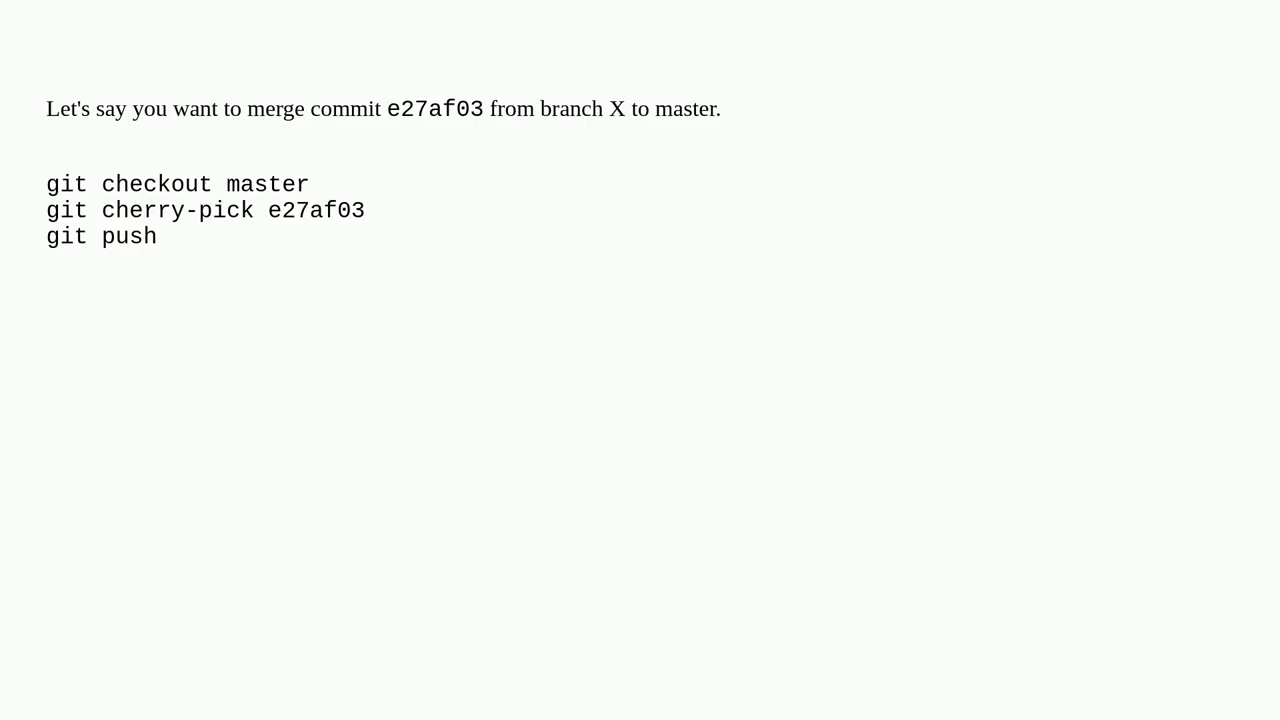 Let's say you want to merge commit e27af03 from branch X to master.
git checkout master
git cherry-pick e27af03
git push